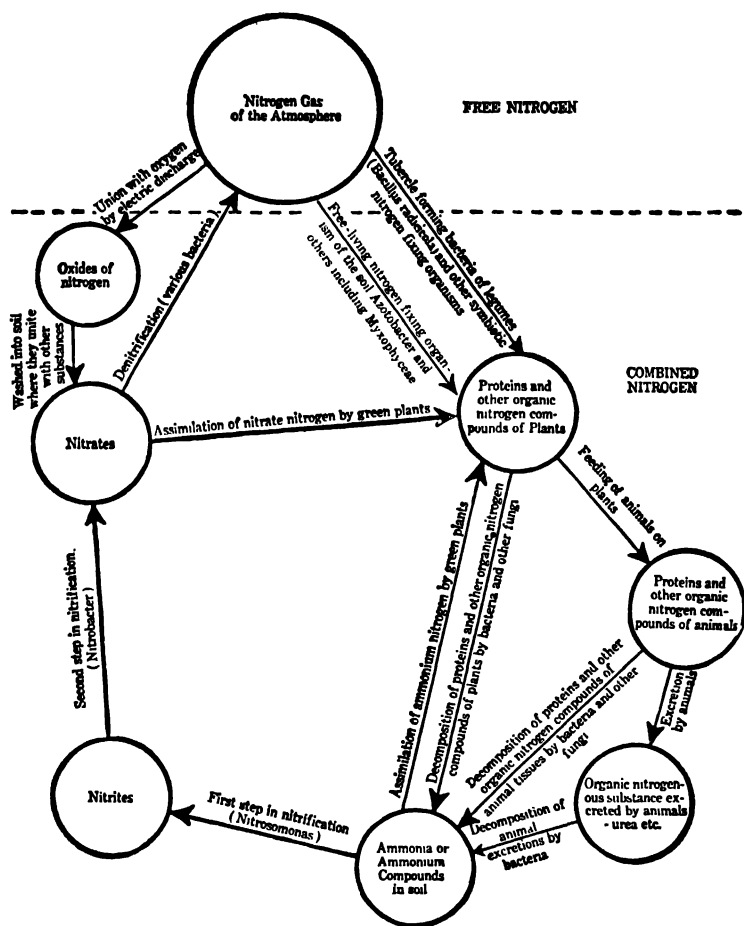 Nitrogen Gas
of the Atmosphere
FREE NITROGEN
Union with oxygen
by electric discharge
Tubercle forming bacteria of legumes
(Bacillus radicicola) and other symbiotic
nitrogen fixing organisms
Free-living nitrogen fixing organ-
ism of the soil Azotobacter and
others including Myxophyceae
Oxides of
nitrogen
Denitrification (various bacteria)
Washed into soil
where they unite
with other
substances
COMBINED
NITROGEN
Nitrates
Assimilation of nitrate nitrogen by green plants
Proteins and
other organic
nitrogen com-
pounds of Plants
Feeding of animals on
plants
Second step in nitrification.
(Nitrobacter)
Assimilation of ammonium nitrogen by green plants
Decomposition of proteins and other organic nitrogen
compounds of plants by bacteria and other fungi
Proteins and
other organic
nitrogen com-
pounds of animals
Decomposition of proteins and other
organic nitrogen compounds of
animal tissues by bacteria and other
fungi
Excretion
by animals
Nitrites
First step in nitrification
(Nitrosomonas)
Ammonia or
Ammonium
Compounds
in soil
Decomposition of
animal
excretions by
bacteria
Organic nitrogen-
ous substance ex-
creted by animals
- urea etc.